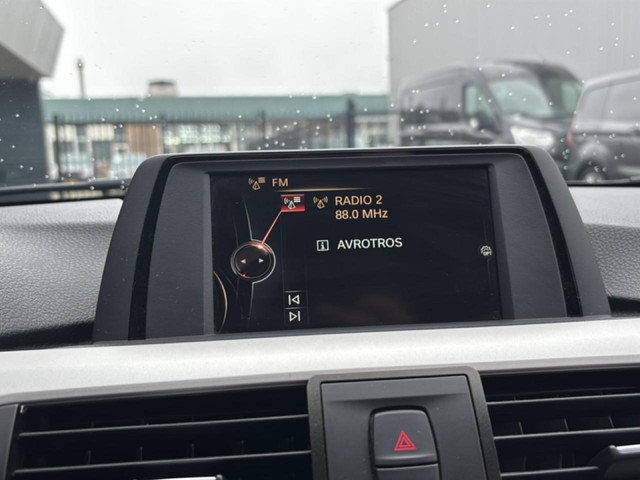 FM
RADIO 2
88.0 MHz
AVROTROS